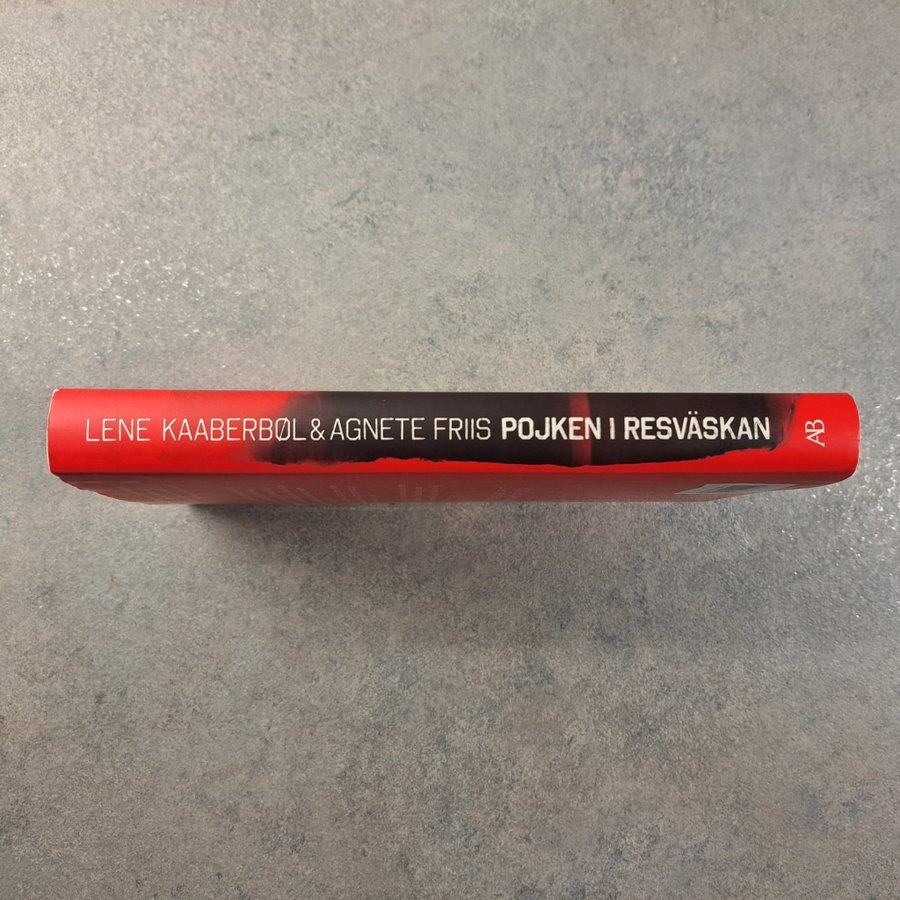 LENE KAABERBØL & AGNETE FRIIS POJKEN I RESVÄSKAN
AB